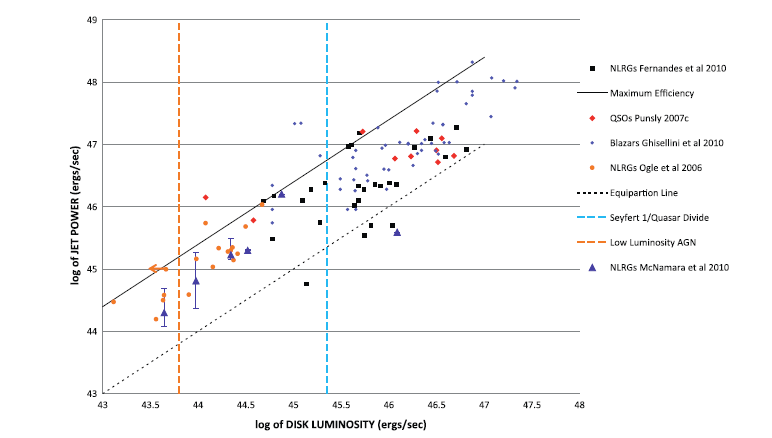 49
48
47
46
45
44
43
43
43.5
44
44.5
45
45.5
46
46.5
47
47.5
48
log of JET POWER (ergs/sec)
log of DISK LUMINOSITY (ergs/sec)
NLRGs Fernandes et al 2010
Maximum Efficiency
QSOs Punsly 2007c
Blazars Ghisellini et al 2010
NLRGs Ogle et al 2006
Equipartion Line
Seyfert 1/Quasar Divide
Low Luminosity AGN
NLRGs McNamara et al 2010